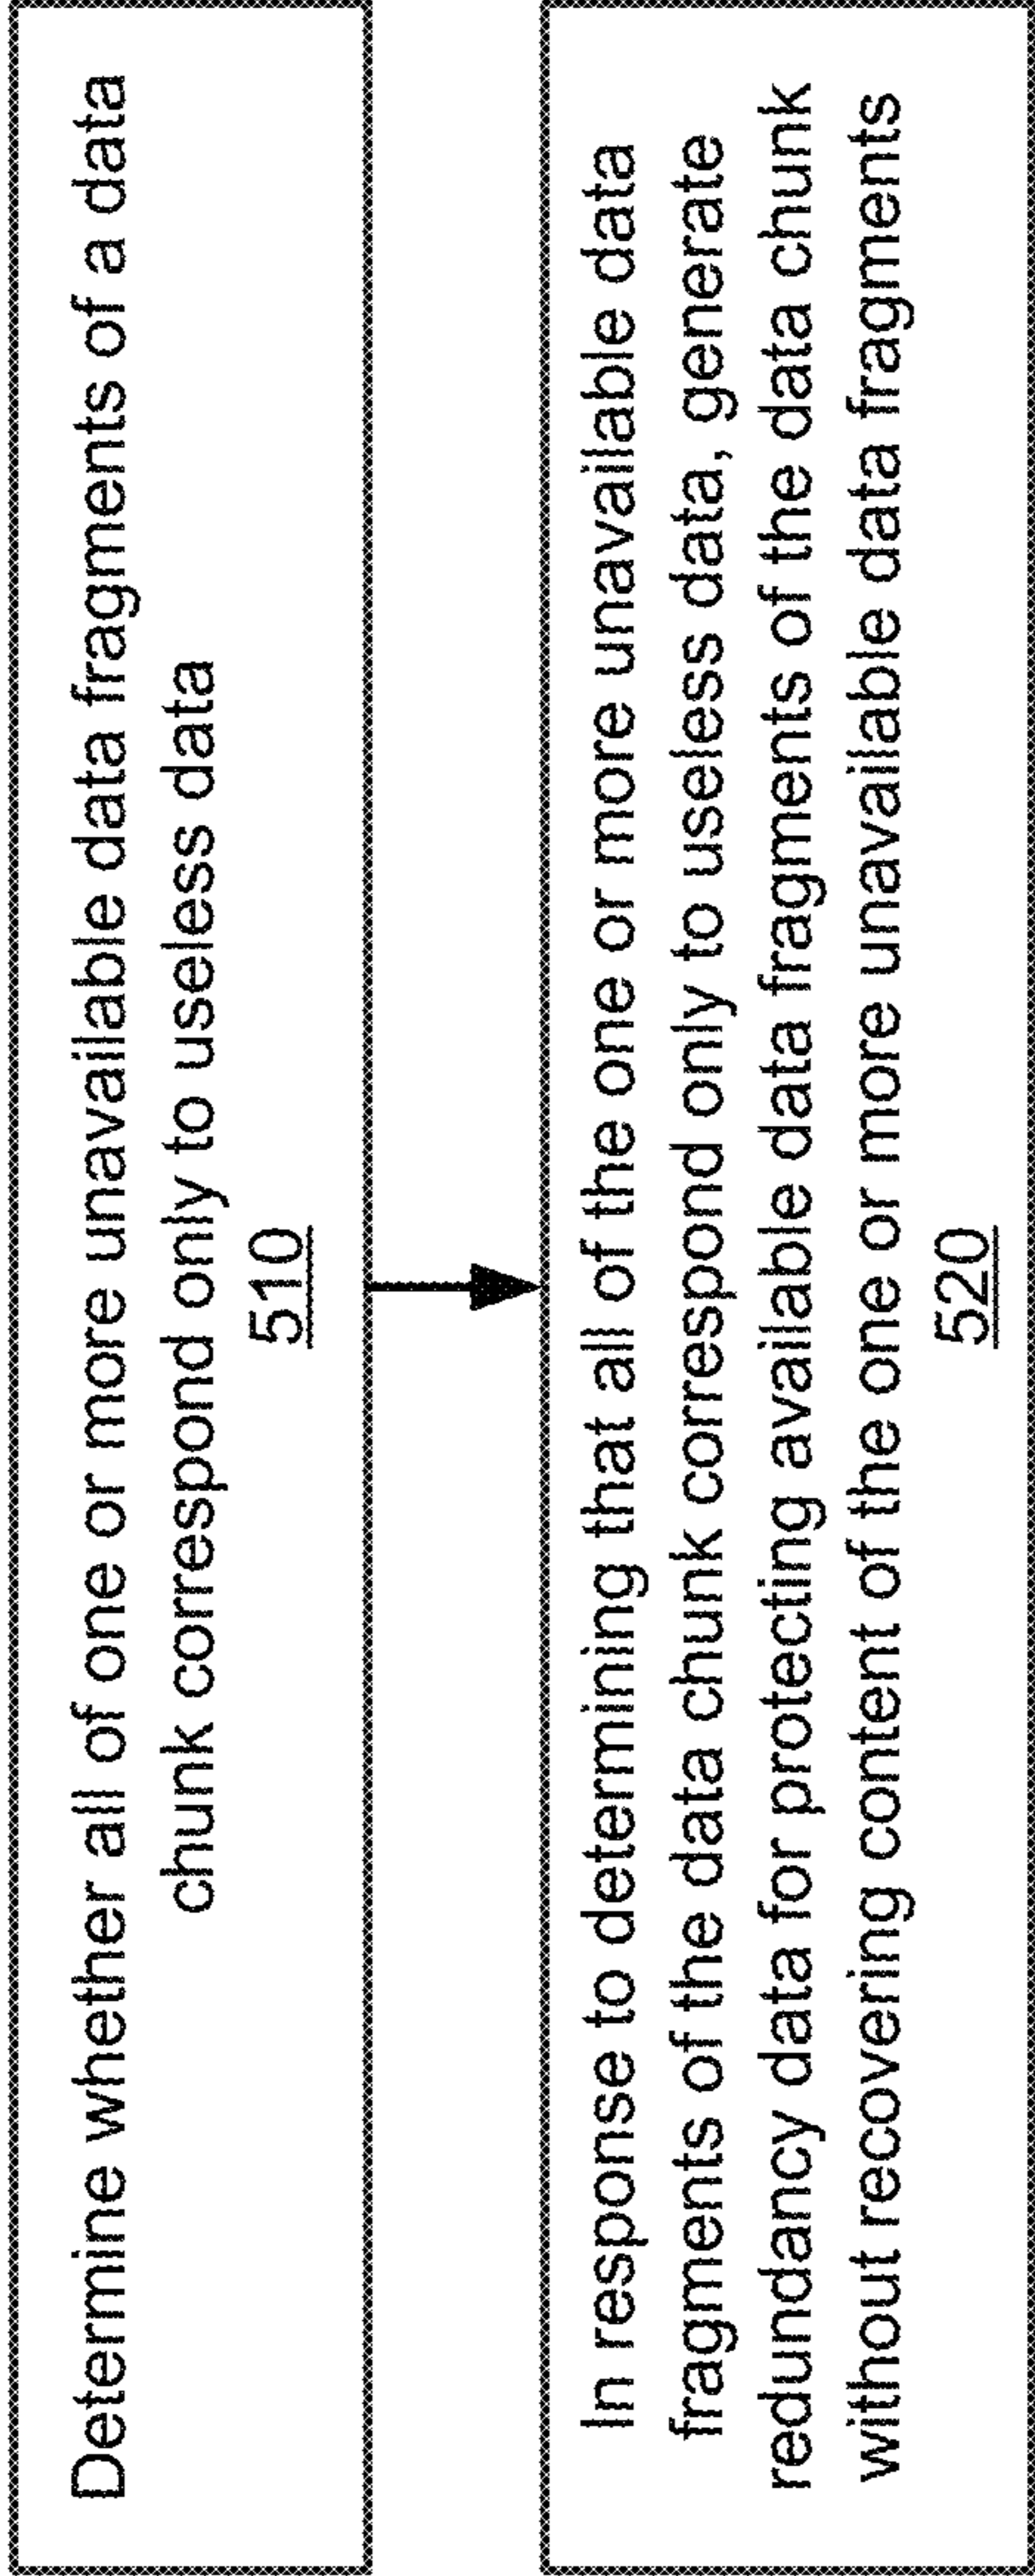 Determine whether all of one or more unavailable data fragments of a data
chunk correspond only to useless data
510
In response to determining that all of the one or more unavailable data
fragments of the data chunk correspond only to useless data, generate
redundancy data for protecting available data fragments of the data chunk
without recovering content of the one or more unavailable data fragments
520